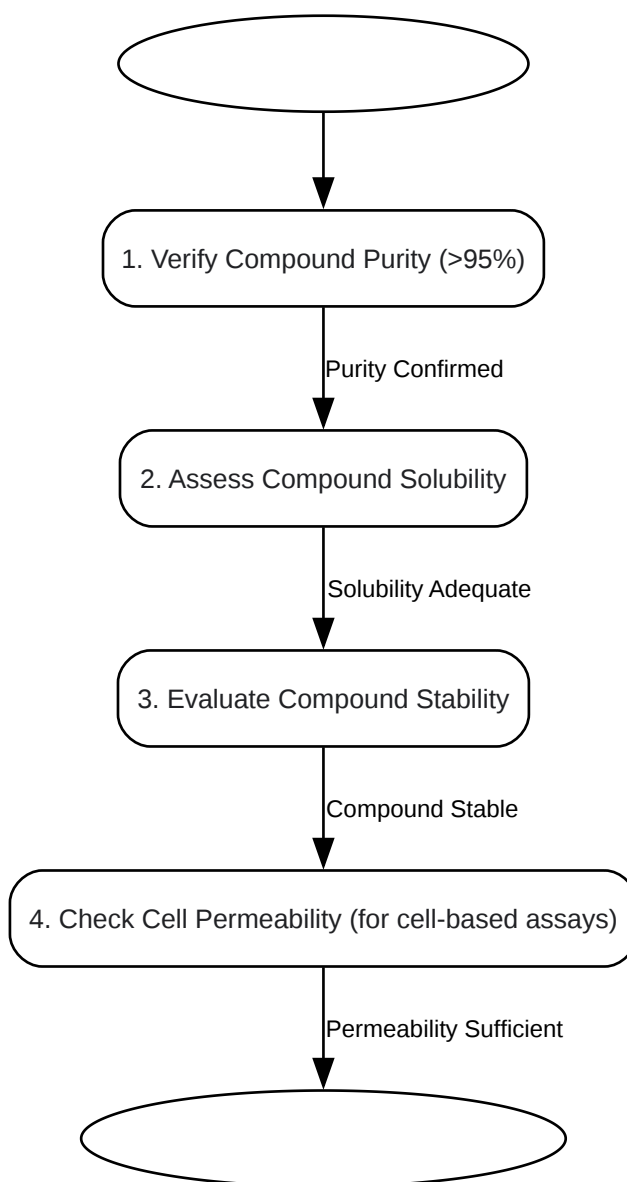 1. Verify Compound Purity (>95%)
Purity Confirmed
2. Assess Compound Solubility
Solubility Adequate
3. Evaluate Compound Stability
Compound Stable
4. Check Cell Permeability (for cell-based assays)
Permeability Sufficient